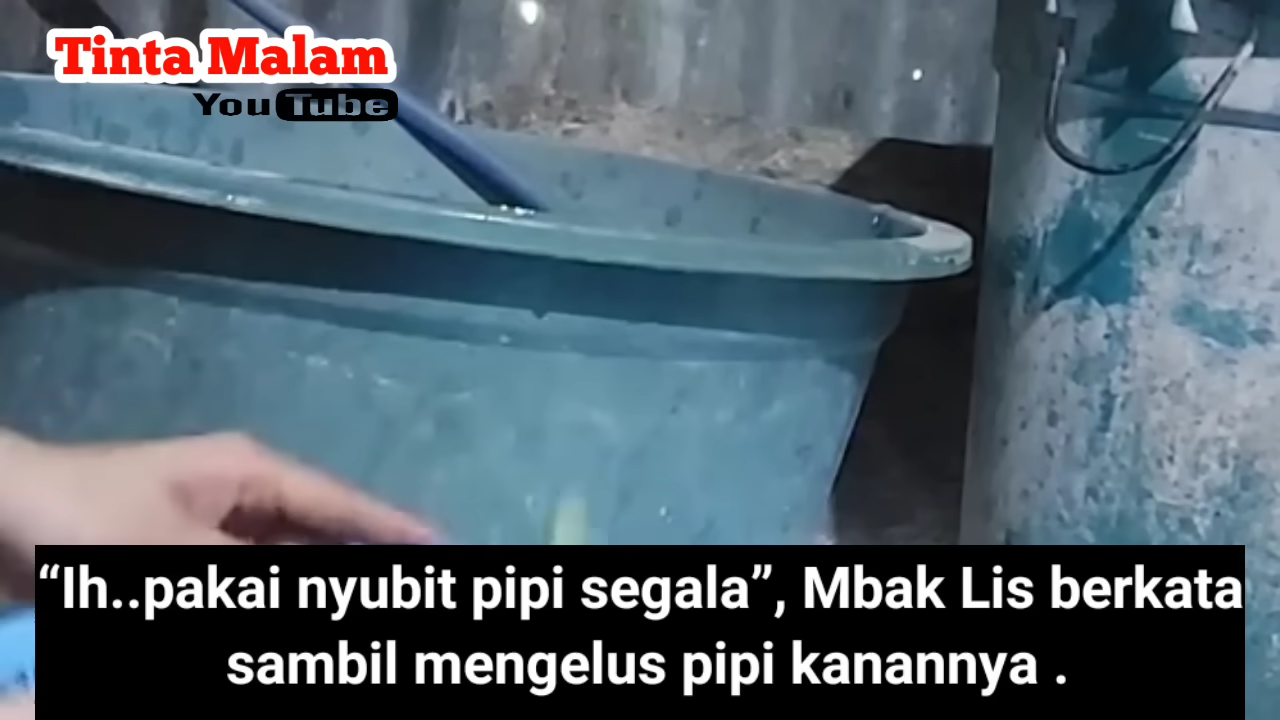 Tinta Malam
YouTube
“Ih..pakai nyubit pipi segala”, Mbak Lis berkata
sambil mengelus pipi kanannya .